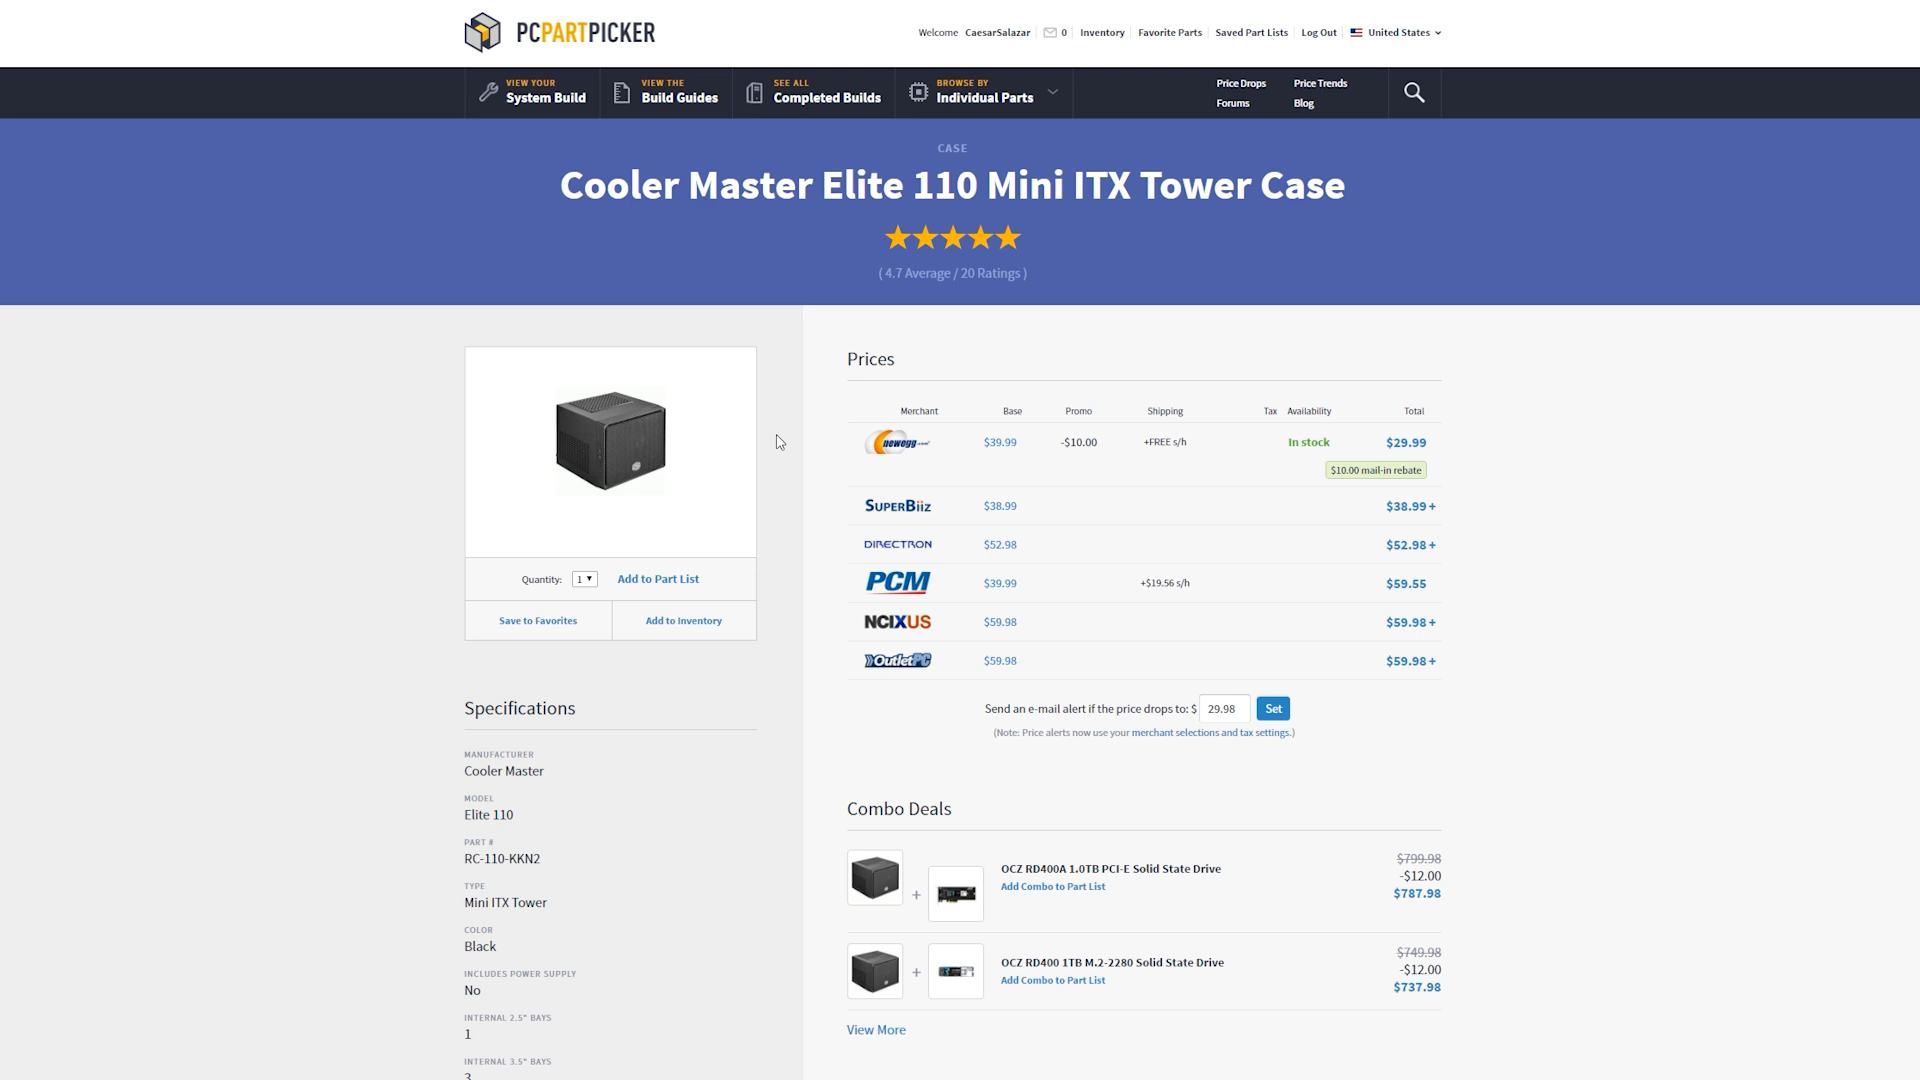 PCPARTPICKER
Welcome CaesarSalazar 0 Inventory Favorite Parts Saved Part Lists Log Out United States
VIEW YOUR
System Build
VIEW THE
Build Guides
SEE ALL
Completed Builds
BROWSE BY
Individual Parts
Price Drops Price Trends
Forums Blog
CASE
Cooler Master Elite 110 Mini ITX Tower Case
( 4.7 Average / 20 Ratings )
Quantity: 1 Add to Part List
Save to Favorites Add to Inventory
Specifications
MANUFACTURER
Cooler Master
MODEL
Elite 110
PART #
RC-110-KKN2
TYPE
Mini ITX Tower
COLOR
Black
INCLUDES POWER SUPPLY
No
INTERNAL 2.5" BAYS
1
INTERNAL 3.5" BAYS
3
Prices
Merchant Base Promo Shipping Tax Availability Total
newegg.com $39.99 -$10.00 +FREE s/h In stock $29.99
$10.00 mail-in rebate
SUPERBIIZ $38.99 $38.99+
DIRECTRON $52.98 $52.98+
PCM $39.99 +$19.56 s/h $59.55
NCIXUS $59.98 $59.98+
OutletPC $59.98 $59.98+
Send an e-mail alert if the price drops to: $ 29.98 Set
(Note: Price alerts now use your merchant selections and tax settings.)
Combo Deals
+ OCZ RD400A 1.0TB PCI-E Solid State Drive
Add Combo to Part List
$799.98
-$12.00
$787.98
+ OCZ RD400 1TB M.2-2280 Solid State Drive
Add Combo to Part List
$749.98
-$12.00
$737.98
View More